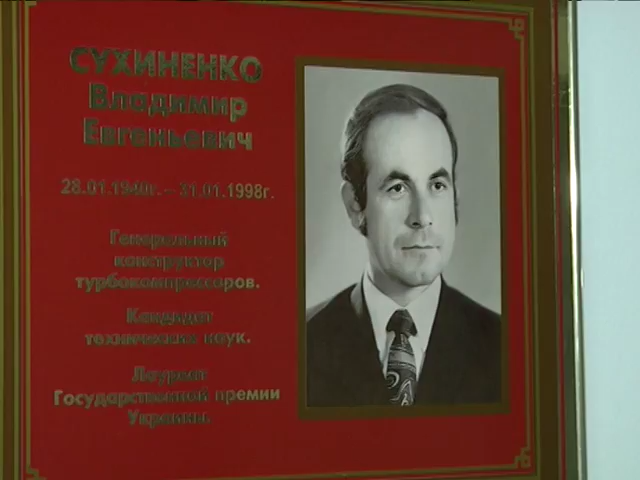 СУХИНЕНКО
Владимир
Евгеньевич
28.01.1940г. – 31.01.1998г.
Генеральный
конструктор
турбокомпрессоров.
Кандидат
технических наук.
Лауреат
Государственной премии
Украины.